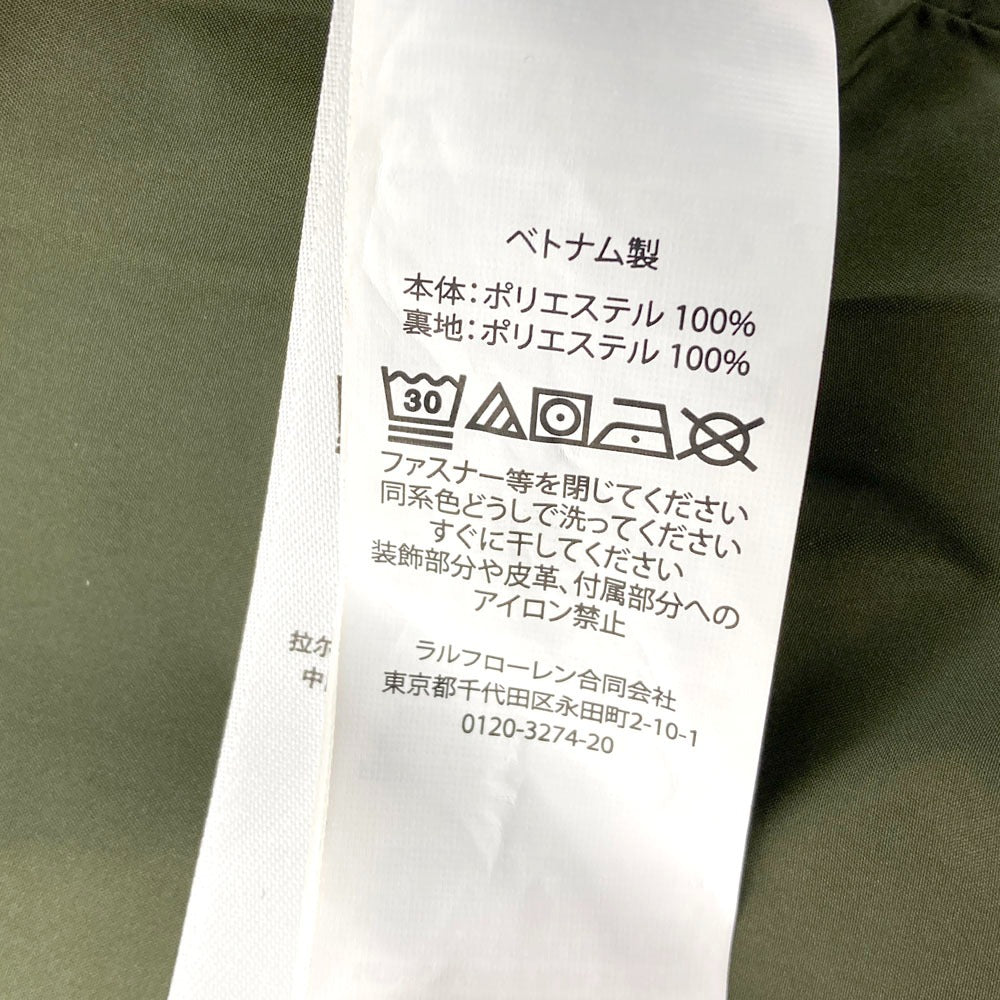 ベトナム製
本体:ポリエステル 100%
裏地:ポリエステル 100%
30
ファスナー等を閉じてください
同系色どうしで洗ってください
すぐに干してください
装飾部分や皮革、付属部分への
アイロン禁止
ラルフローレン合同会社
東京都千代田区永田町2-10-1
0120-3274-20
拉尔
中